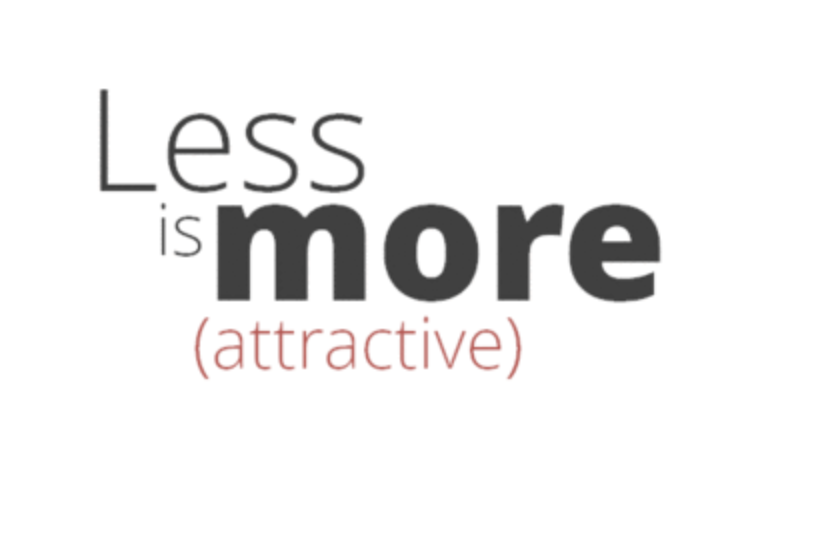 Less
is more
(attractive)